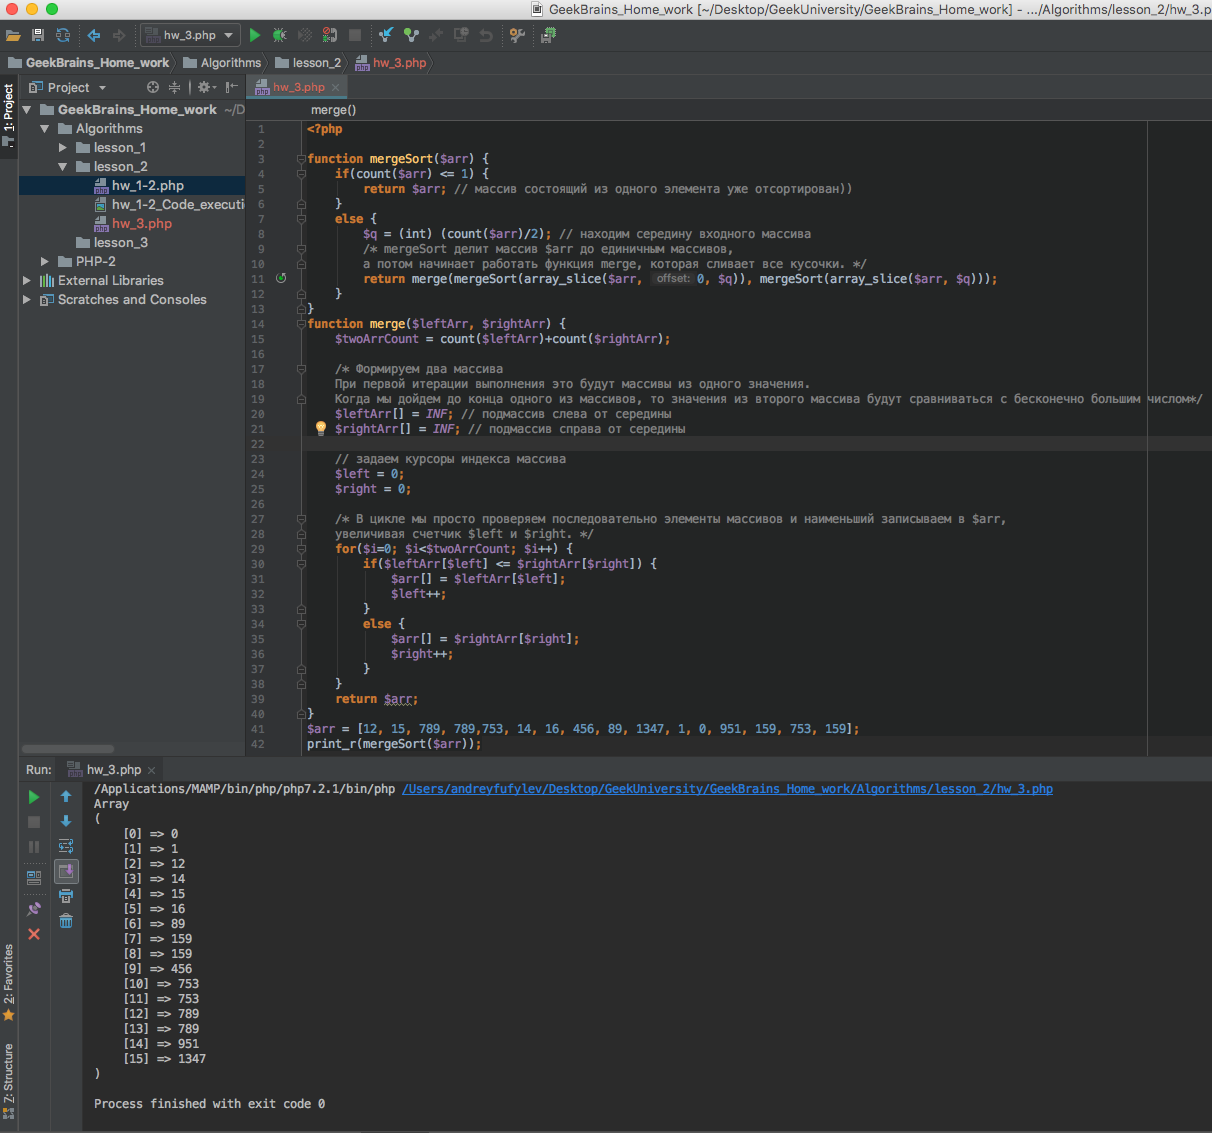 GeekBrains_Home_work [~/Desktop/GeekUniversity/GeekBrains_Home_work] - .../Algorithms/lesson_2/hw_3.p
hw_3.php
GeekBrains_Home_work Algorithms lesson_2 hw_3.php
1: Project
Project
hw_3.php
GeekBrains_Home_work ~/D
Algorithms
lesson_1
lesson_2
hw_1-2.php
hw_1-2_Code_executi
hw_3.php
lesson_3
PHP-2
External Libraries
Scratches and Consoles
merge()
1 <?php
2
3 function mergeSort($arr) {
4 if(count($arr) <= 1) {
5 return $arr; // массив состоящий из одного элемента уже отсортирован))
6 }
7 else {
8 $q = (int) (count($arr)/2); // находим середину входного массива
9 /* mergeSort делит массив $arr до единичным массивов,
10 а потом начинает работать функция merge, которая сливает все кусочки. */
11 return merge(mergeSort(array_slice($arr, offset: 0, $q)), mergeSort(array_slice($arr, $q)));
12 }
13 }
14 function merge($leftArr, $rightArr) {
15 $twoArrCount = count($leftArr)+count($rightArr);
16
17 /* Формируем два массива
18 При первой итерации выполнения это будут массивы из одного значения.
19 Когда мы дойдем до конца одного из массивов, то значения из второго массива будут сравниваться с бесконечно большим числом*/
20 $leftArr[] = INF; // подмассив слева от середины
21 $rightArr[] = INF; // подмассив справа от середины
22
23 // задаем курсоры индекса массива
24 $left = 0;
25 $right = 0;
26
27 /* В цикле мы просто проверяем последовательно элементы массивов и наименьший записываем в $arr,
28 увеличивая счетчик $left и $right. */
29 for($i=0; $i<$twoArrCount; $i++) {
30 if($leftArr[$left] <= $rightArr[$right]) {
31 $arr[] = $leftArr[$left];
32 $left++;
33 }
34 else {
35 $arr[] = $rightArr[$right];
36 $right++;
37 }
38 }
39 return $arr;
40 }
41 $arr = [12, 15, 789, 789,753, 14, 16, 456, 89, 1347, 1, 0, 951, 159, 753, 159];
42 print_r(mergeSort($arr));
Run: hw_3.php
/Applications/MAMP/bin/php/php7.2.1/bin/php /Users/andreyfufylev/Desktop/GeekUniversity/GeekBrains_Home_work/Algorithms/lesson_2/hw_3.php
Array
(
[0] => 0
[1] => 1
[2] => 12
[3] => 14
[4] => 15
[5] => 16
[6] => 89
[7] => 159
[8] => 159
[9] => 456
[10] => 753
[11] => 753
[12] => 789
[13] => 789
[14] => 951
[15] => 1347
)
Process finished with exit code 0
2: Favorites
7: Structure